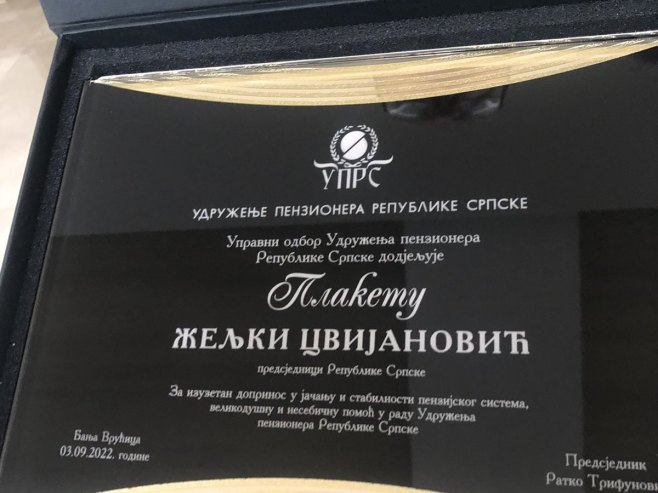 УПРС
УДРУЖЕЊЕ ПЕНЗИОНЕРА РЕПУБЛИКЕ СРПСКЕ
Управни одбор Удружења пензионера
Републике Српске додјељује
Плакету
ЖЕЉКИ ЦВИЈАНОВИЋ
предсједници Републике Српске
За изузетан допринос у јачању и стабилности пензијског система,
великодушну и несебичну помоћ у раду Удружења
пензионера Републике Српске
Бања Врућица
03.09.2022. године
Предсједник
Ратко